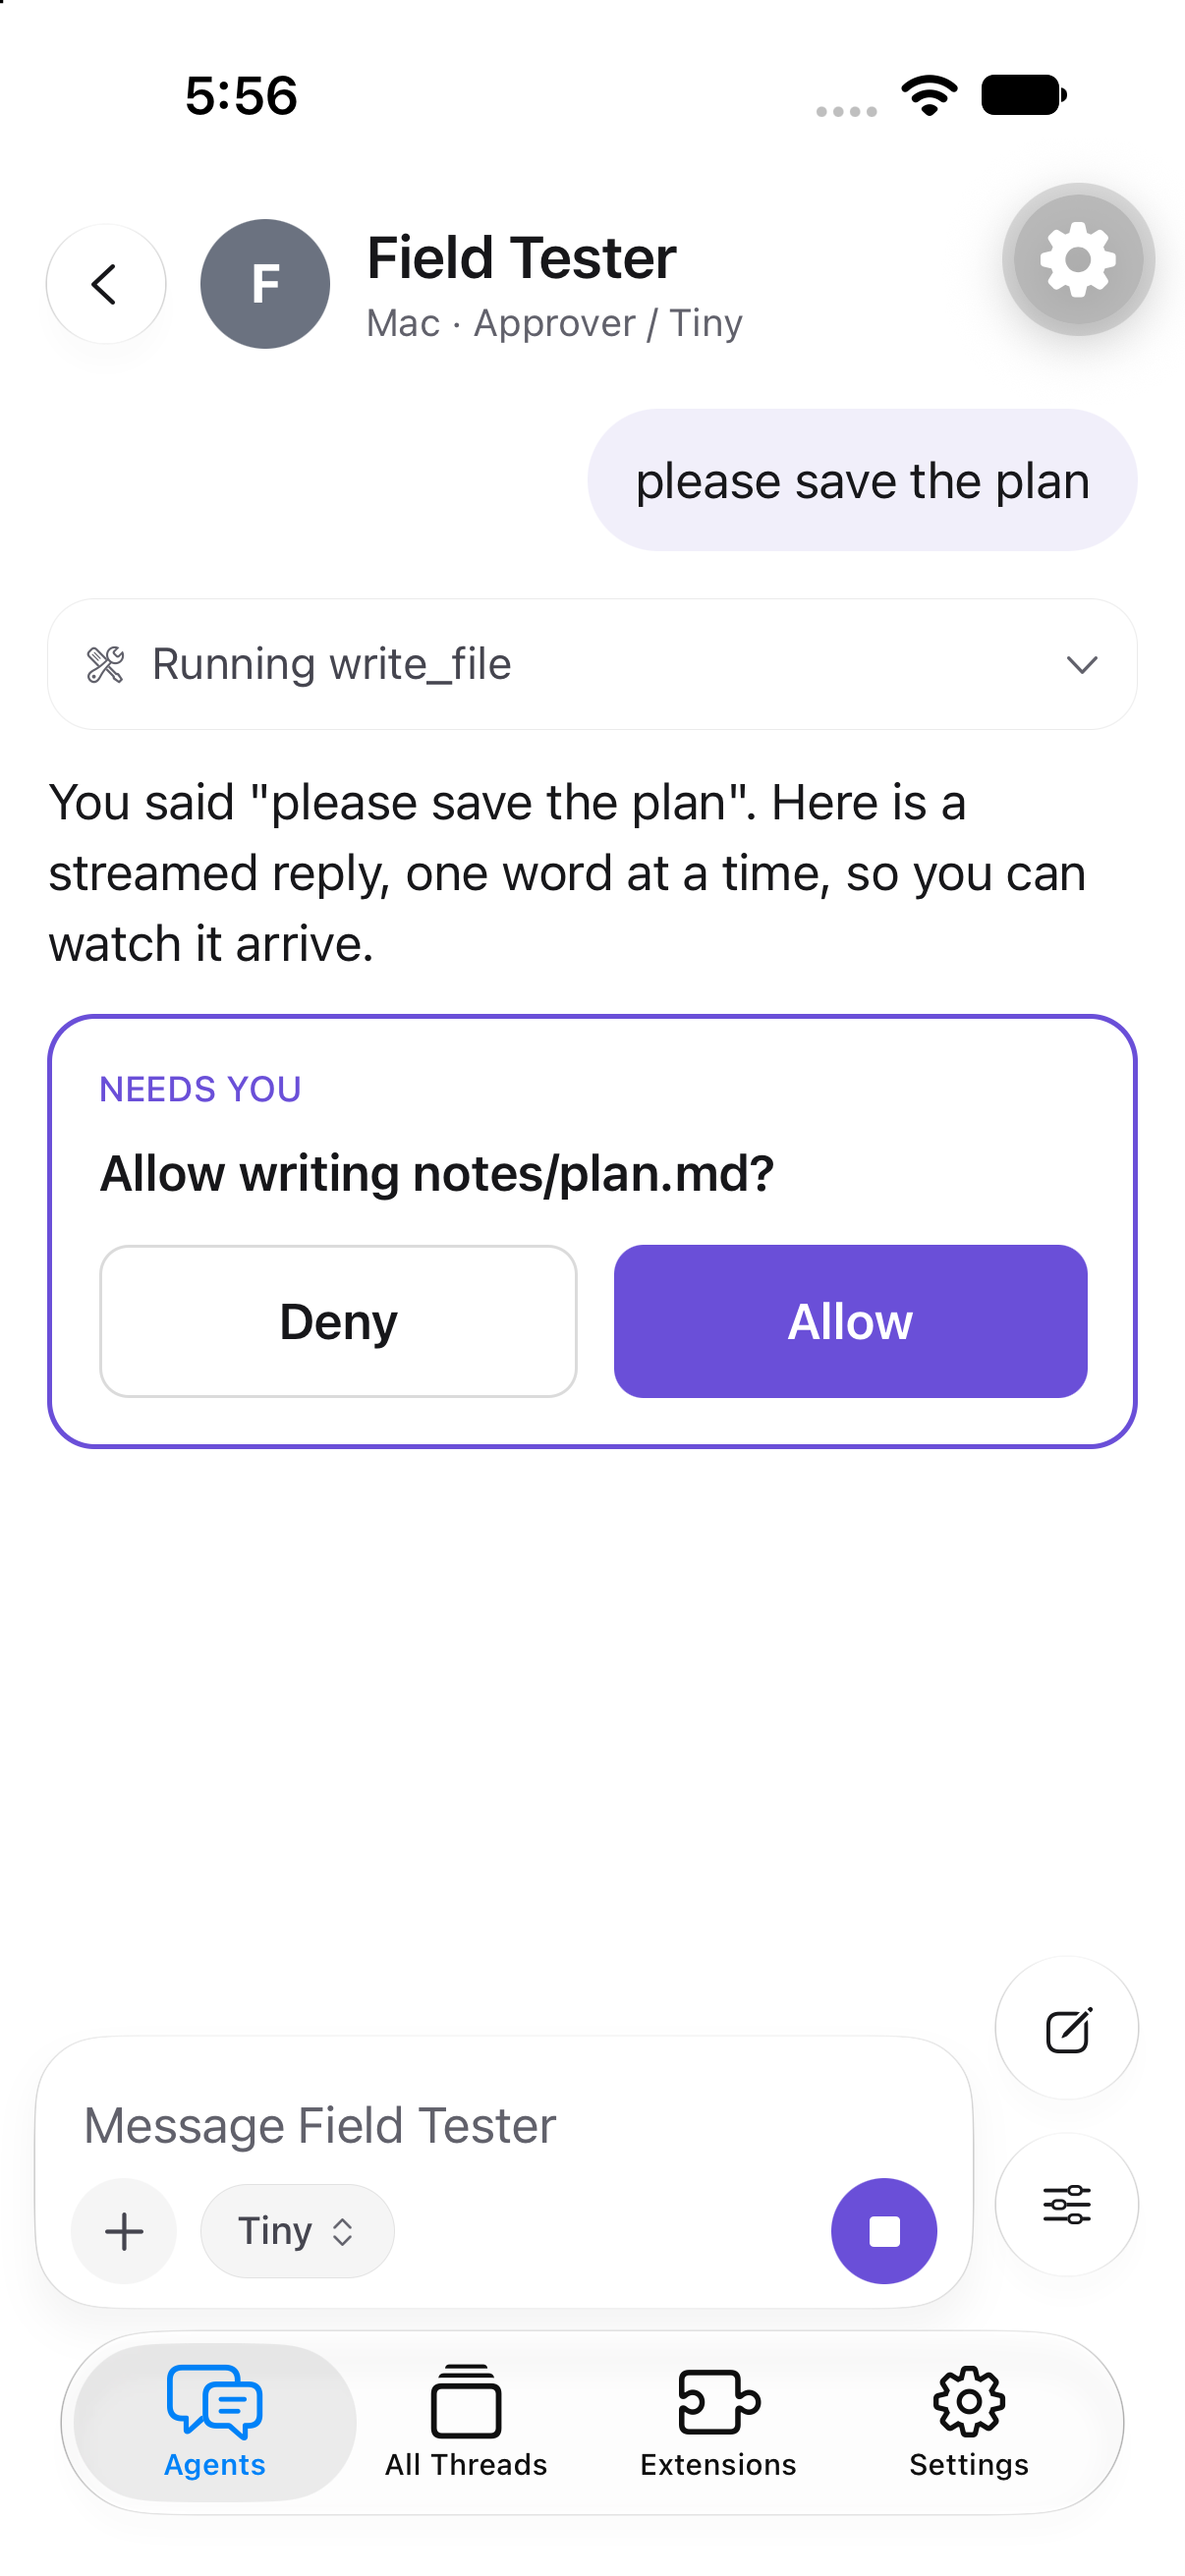 5:56
F
Field Tester
Mac · Approver / Tiny
please save the plan
Running write_file
You said "please save the plan". Here is a
streamed reply, one word at a time, so you can
watch it arrive.
NEEDS YOU
Allow writing notes/plan.md?
Deny
Allow
Message Field Tester
Tiny
Agents
All Threads
Extensions
Settings